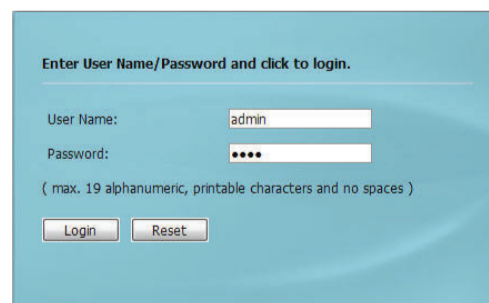 Enter User Name/Password and click to login.
User Name: admin
Password: ●●●●
( max. 19 alphanumeric, printable characters and no spaces )
Login Reset